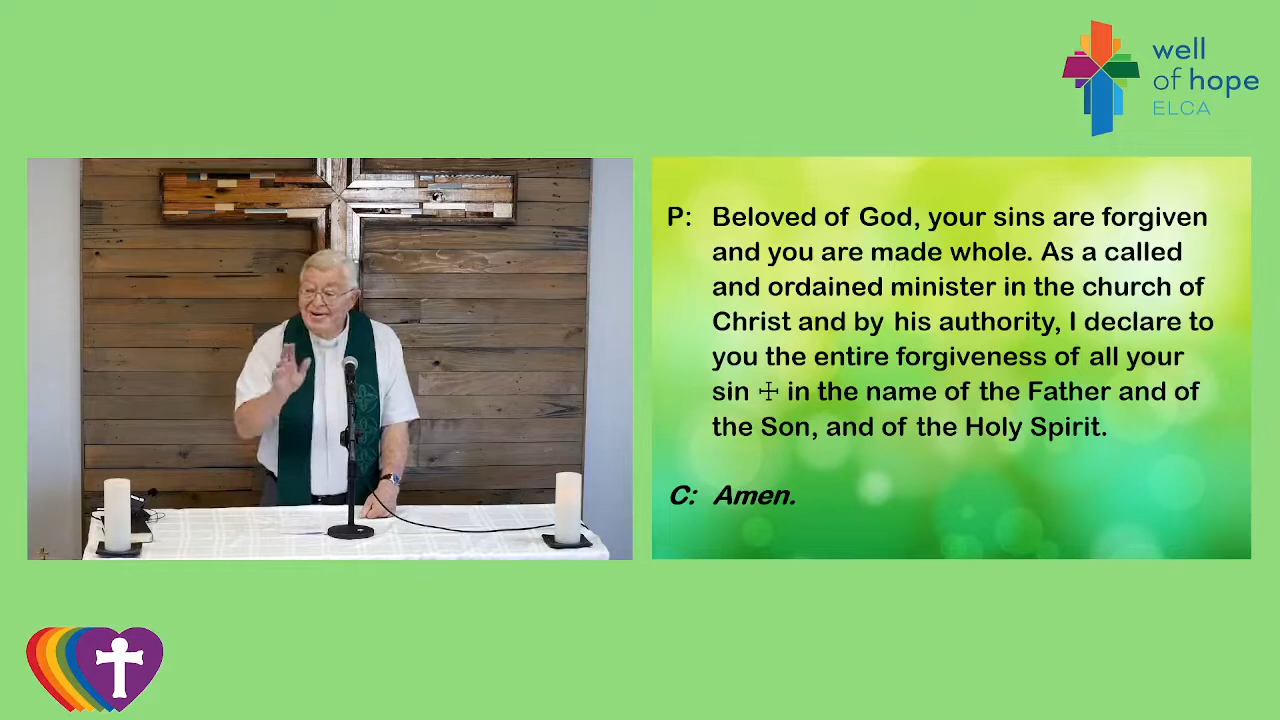 well
of hope
ELCA
P: Beloved of God, your sins are forgiven
and you are made whole. As a called
and ordained minister in the church of
Christ and by his authority, I declare to
you the entire forgiveness of all your
sin ☩ in the name of the Father and of
the Son, and of the Holy Spirit.
C: Amen.